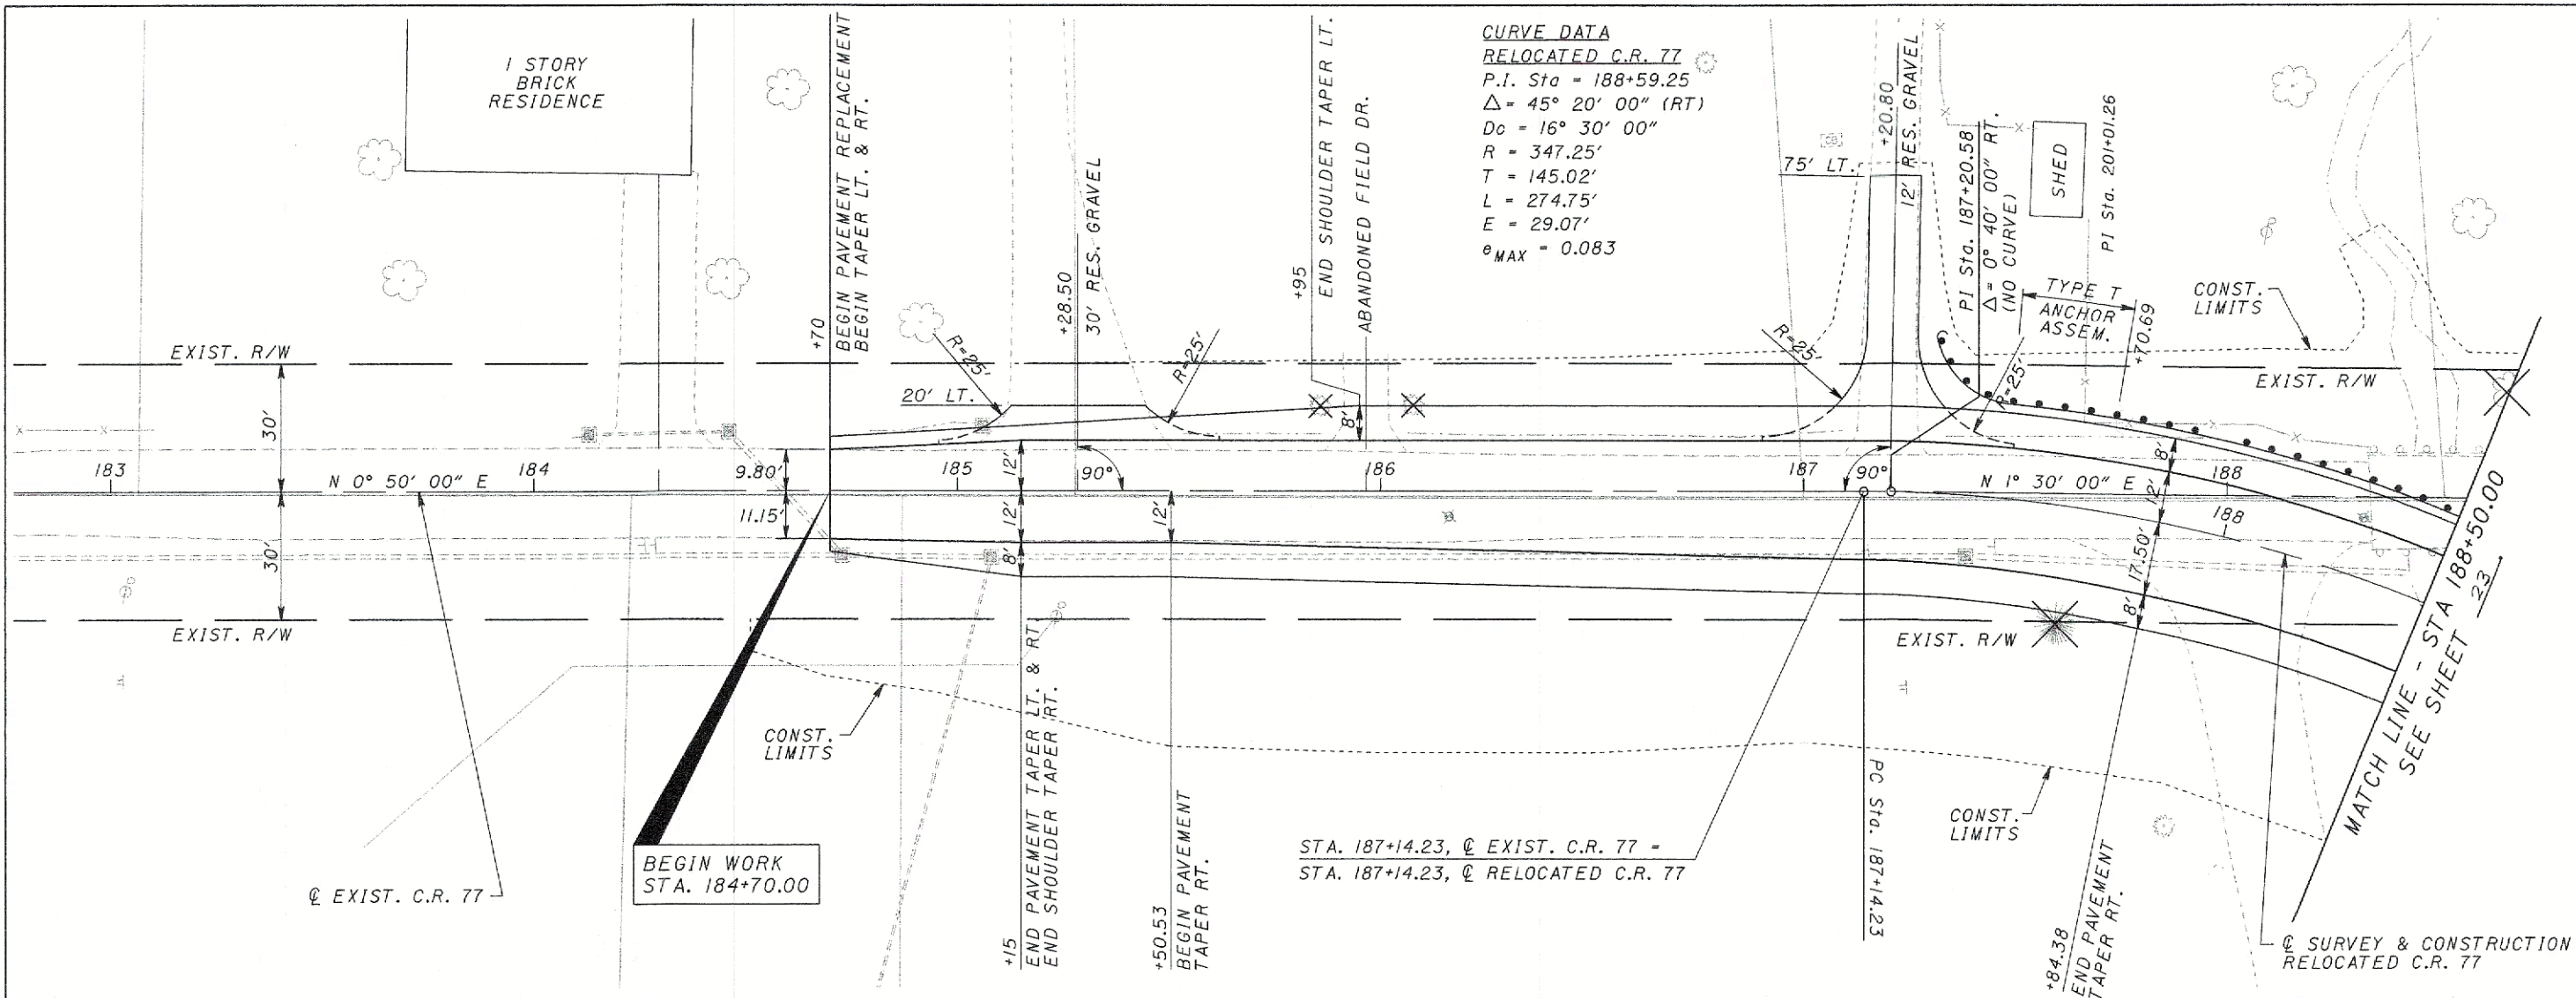 1 STORY
BRICK
RESIDENCE
+70
BEGIN PAVEMENT REPLACEMENT
BEGIN TAPER LT. & RT.
+28.50
30' RES. GRAVEL
+95
END SHOULDER TAPER LT.
ABANDONED FIELD DR.
CURVE DATA
RELOCATED C.R. 77
P.I. Sta = 188+59.25
Δ = 45° 20' 00" (RT)
Dc = 16° 30' 00"
R = 347.25'
T = 145.02'
L = 274.75'
E = 29.07'
eMAX = 0.083
75' LT.
+20.80
12' RES. GRAVEL
PI Sta. 187+20.58
Δ = 0° 40' 00" RT.
(NO CURVE)
SHED
PI Sta. 201+01.26
TYPE T
ANCHOR
ASSEM.
+70.69
CONST.
LIMITS
EXIST. R/W
R=25'
R=25'
R=25'
R=25'
EXIST. R/W
20' LT.
8'
30'
30'
183
N 0° 50' 00" E
184
9.80'
11.15'
185
12'
12'
8'
90°
12'
186
187
90°
N 1° 30' 00" E
188
188
8'
12'
17.50'
8'
EXIST. R/W
EXIST. R/W
MATCH LINE - STA 188+50.00
SEE SHEET 23
CONST.
LIMITS
+15
END PAVEMENT TAPER LT. & RT.
END SHOULDER TAPER RT.
+50.53
BEGIN PAVEMENT
TAPER RT.
BEGIN WORK
STA. 184+70.00
℄ EXIST. C.R. 77
STA. 187+14.23, ℄ EXIST. C.R. 77 =
STA. 187+14.23, ℄ RELOCATED C.R. 77
PC Sta. 187+14.23
CONST.
LIMITS
+84.38
END PAVEMENT
TAPER RT.
℄ SURVEY & CONSTRUCTION
RELOCATED C.R. 77